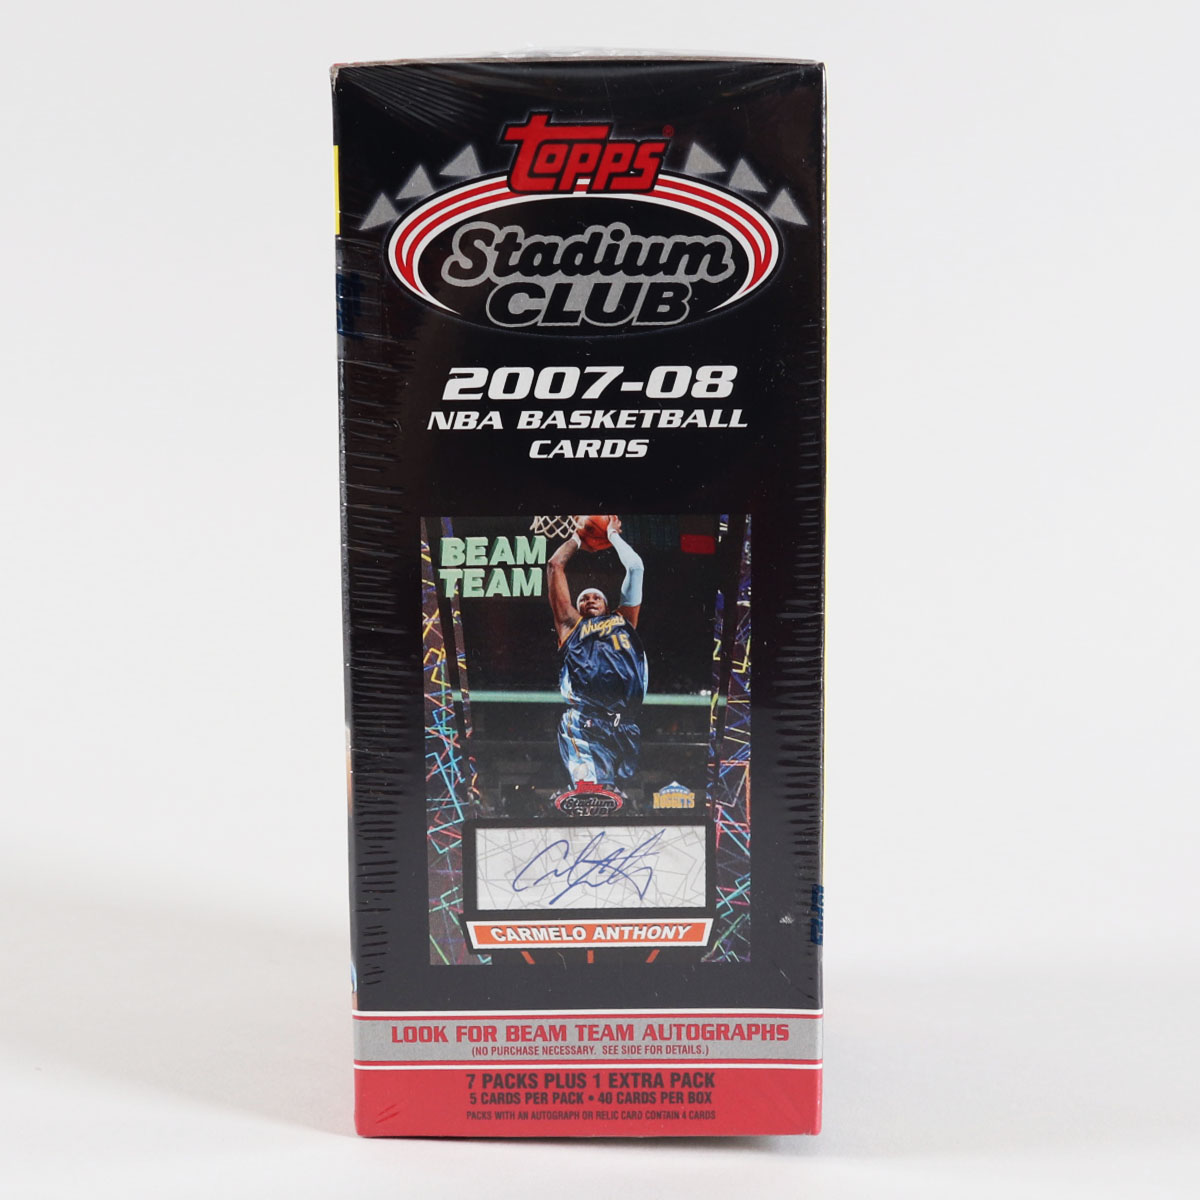 Topps®
Stadium
CLUB
2007-08
NBA BASKETBALL
CARDS
BEAM
TEAM
Nuggets
15
Topps
Stadium
CLUB
NUGGETS
CARMELO ANTHONY
LOOK FOR BEAM TEAM AUTOGRAPHS
(NO PURCHASE NECESSARY. SEE SIDE FOR DETAILS.)
7 PACKS PLUS 1 EXTRA PACK
5 CARDS PER PACK • 40 CARDS PER BOX
PACKS WITH AN AUTOGRAPH OR RELIC CARD CONTAIN 4 CARDS